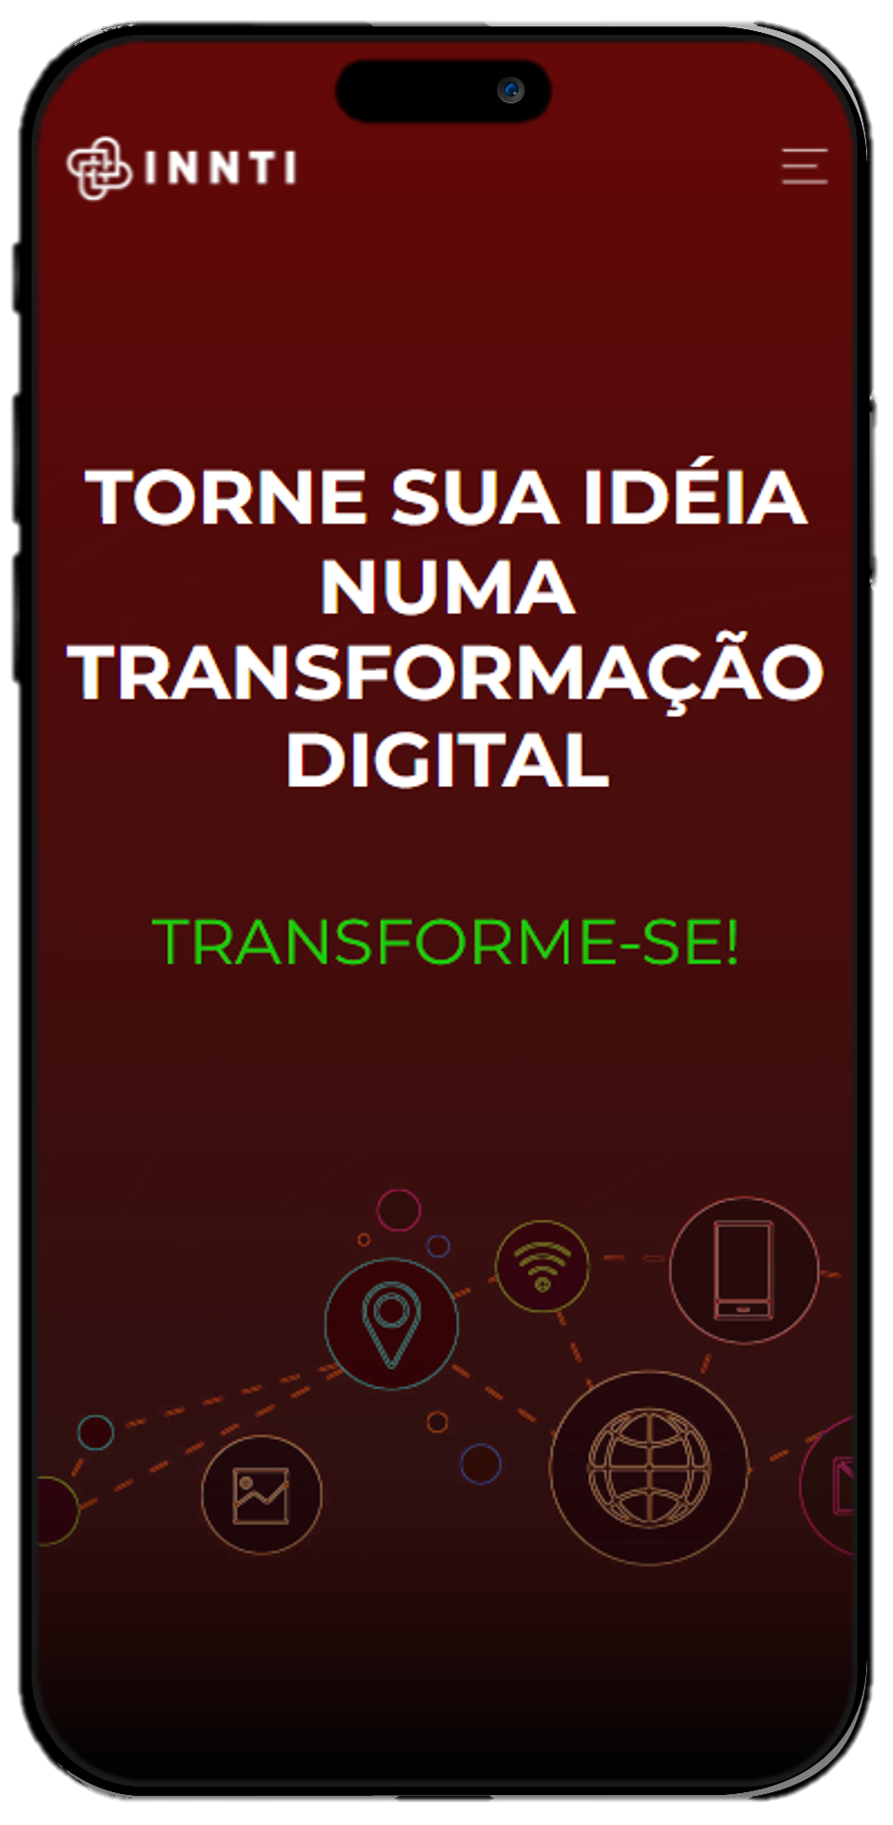 INNTI
TORNE SUA IDÉIA
NUMA
TRANSFORMAÇÃO
DIGITAL
TRANSFORME-SE!